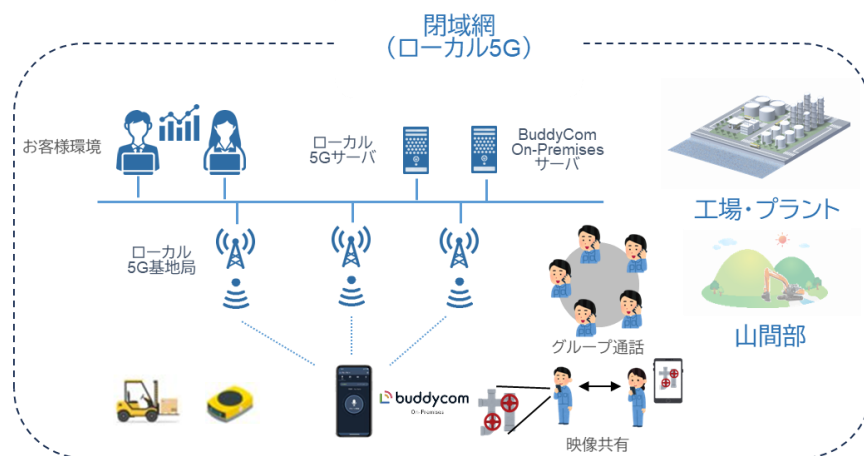 閉域網
（ローカル5G）
お客様環境
ローカル
5Gサーバ
BuddyCom
On-Premises
サーバ
工場・プラント
ローカル
5G基地局
山間部
グループ通話
buddycom
On-Premises
映像共有